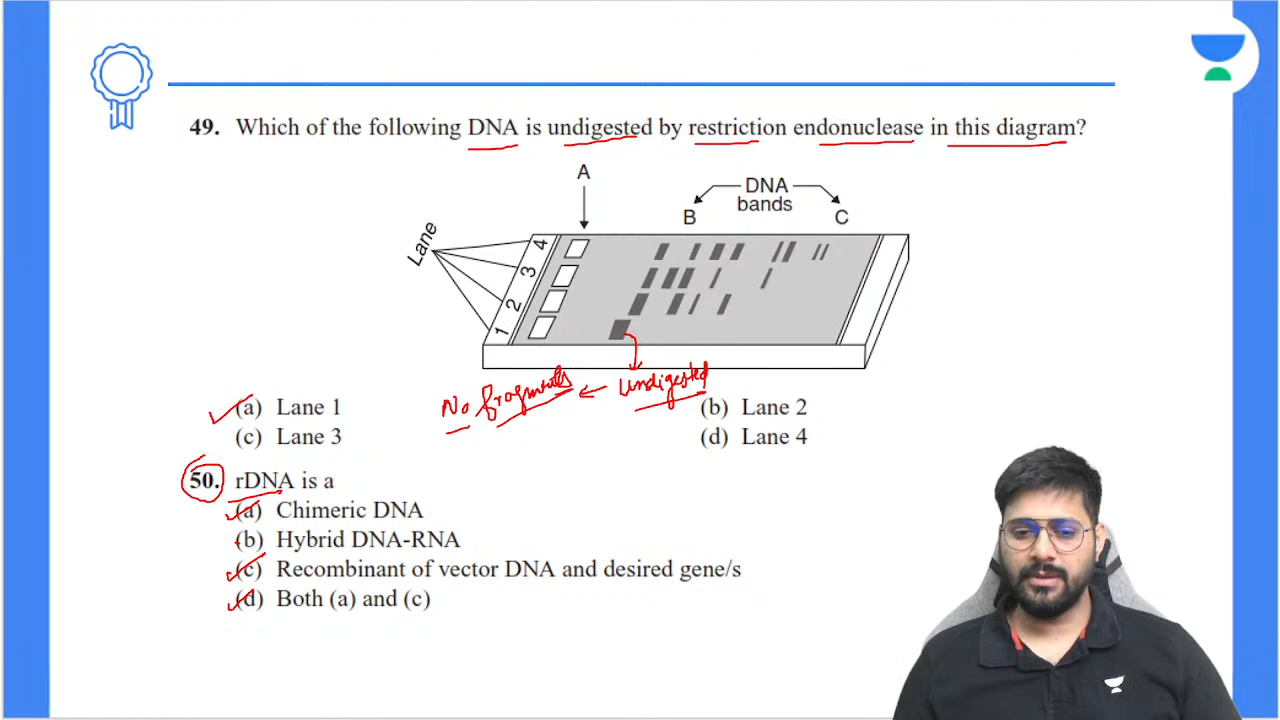 49. Which of the following DNA is undigested by restriction endonuclease in this diagram?
A
DNA
bands
B
C
Lane
4
3
2
1
Undigested
No fragments
(a) Lane 1
(b) Lane 2
(c) Lane 3
(d) Lane 4
50. rDNA is a
(a) Chimeric DNA
(b) Hybrid DNA-RNA
(c) Recombinant of vector DNA and desired gene/s
(d) Both (a) and (c)